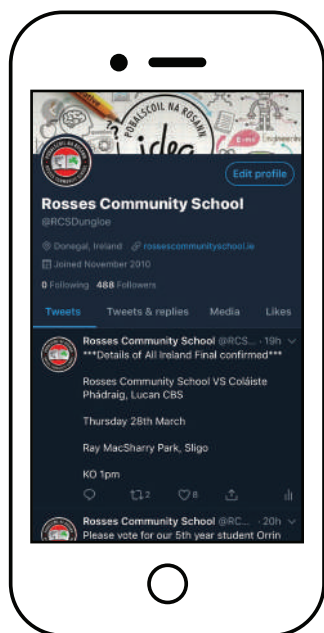 POBALSCOIL NA ROSANN
idea
Edit profile
Rosses Community School
@RCSDungloe
Donegal, Ireland rossescommunityschool.ie
Joined November 2010
0 Following 468 Followers
Tweets Tweets & replies Media Likes
Rosses Community School @RCS... · 19h
***Details of All Ireland Final confirmed***
Rosses Community School VS Coláiste
Phádraig, Lucan CBS
Thursday 28th March
Ray MacSharry Park, Sligo
KO 1pm
2 8
Rosses Community School @RC... · 20h
Please vote for our 5th year student Orrin